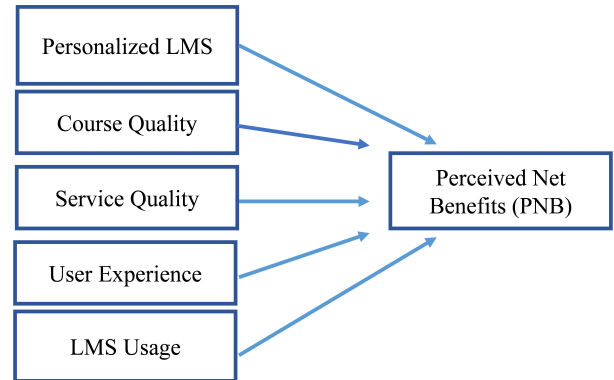 Personalized LMS
Course Quality
Service Quality
User Experience
LMS Usage
Perceived Net
Benefits (PNB)